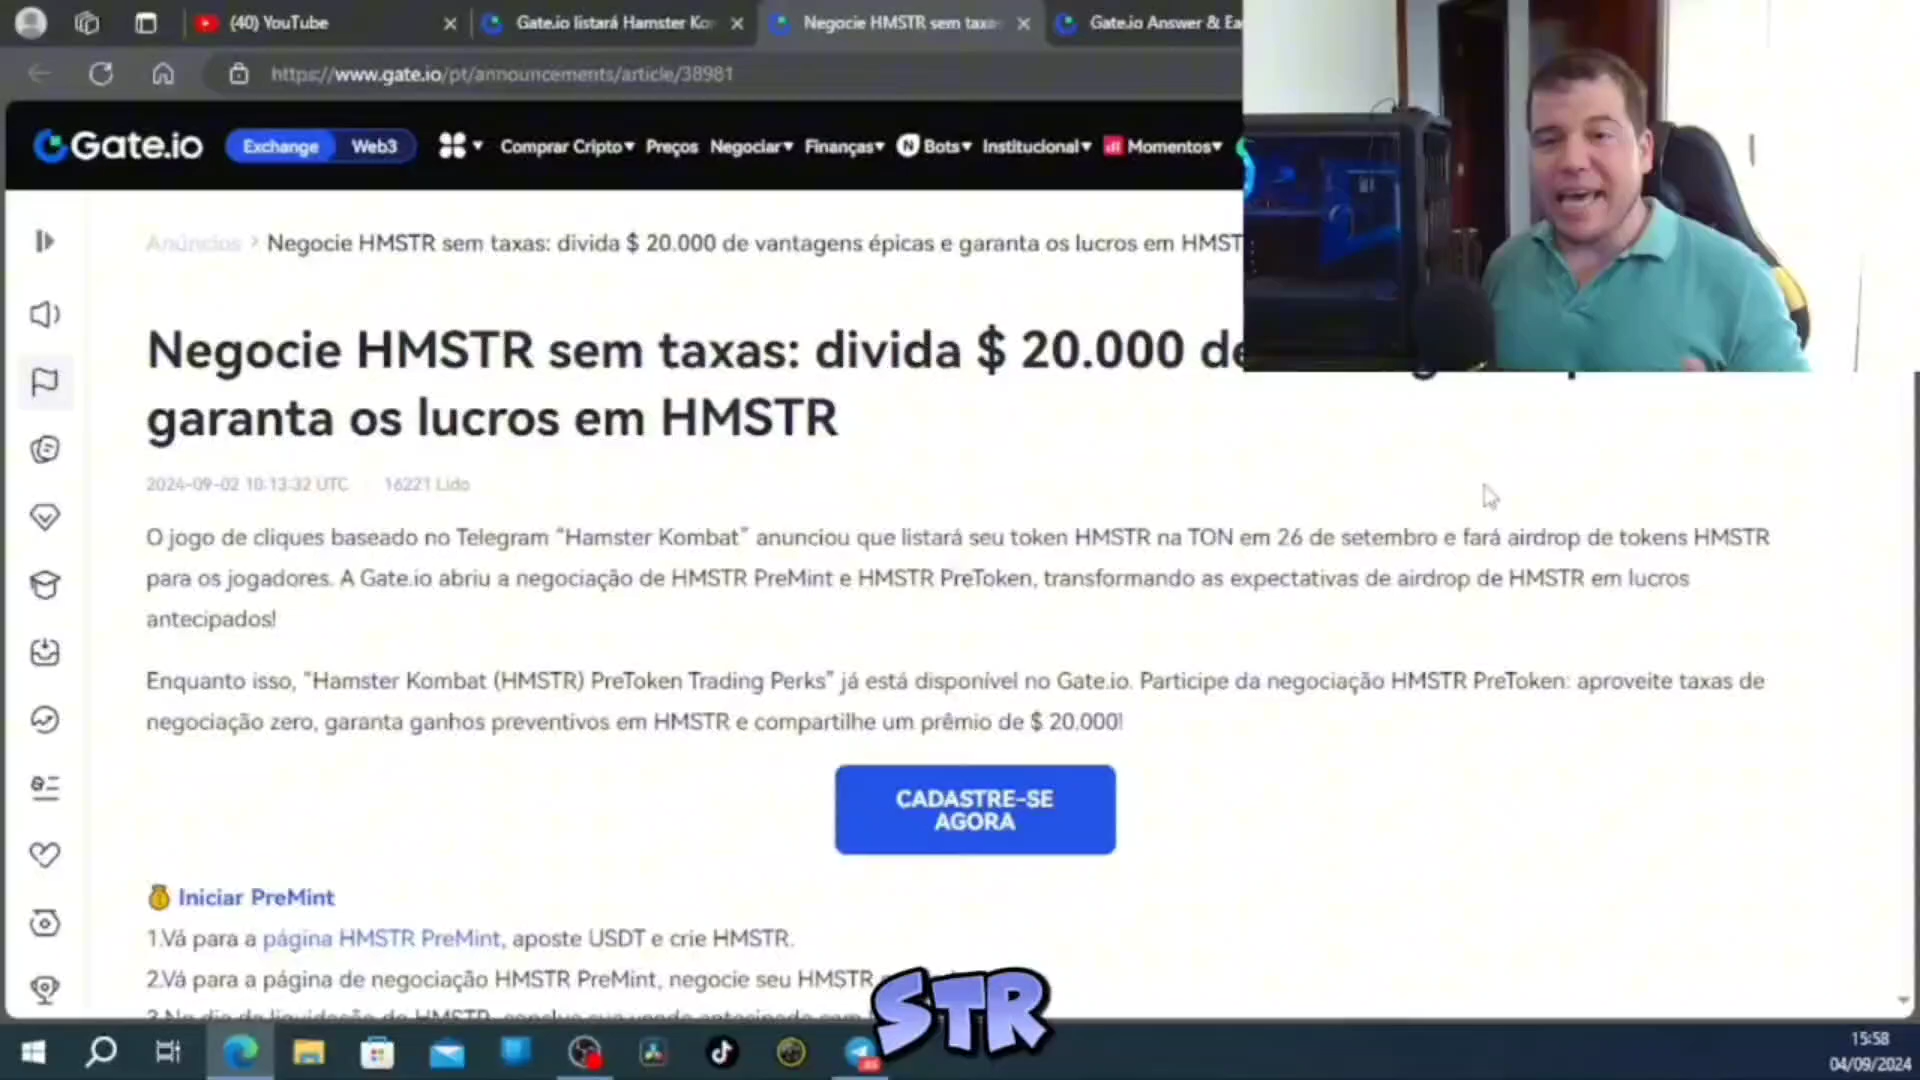 (40) YouTube
Gate.io listará Hamster Ko
Negocie HMSTR sem taxa
Gate.io Answer & Ea
https://www.gate.io/pt/announcements/article/38981
Gate.io
Exchange
Web3
Comprar Cripto
Preços
Negociar
Finanças
Bots
Institucional
Momentos
Anúncios > Negocie HMSTR sem taxas: divida $ 20.000 de vantagens épicas e garanta os lucros em HMST
Negocie HMSTR sem taxas: divida $ 20.000 de
garanta os lucros em HMSTR
2024-09-02 10:13:32 UTC 16221 Lido
O jogo de cliques baseado no Telegram “Hamster Kombat” anunciou que listará seu token HMSTR na TON em 26 de setembro e fará airdrop de tokens HMSTR
para os jogadores. A Gate.io abriu a negociação de HMSTR PreMint e HMSTR PreToken, transformando as expectativas de airdrop de HMSTR em lucros
antecipados!
Enquanto isso, “Hamster Kombat (HMSTR) PreToken Trading Perks” já está disponível no Gate.io. Participe da negociação HMSTR PreToken: aproveite taxas de
negociação zero, garanta ganhos preventivos em HMSTR e compartilhe um prêmio de $ 20.000!
CADASTRE-SE
AGORA
Iniciar PreMint
1.Vá para a página HMSTR PreMint, aposte USDT e crie HMSTR.
2.Vá para a página de negociação HMSTR PreMint, negocie seu HMSTR
3.No dia da liquidação do HMSTR,
STR
15:58
04/09/2024